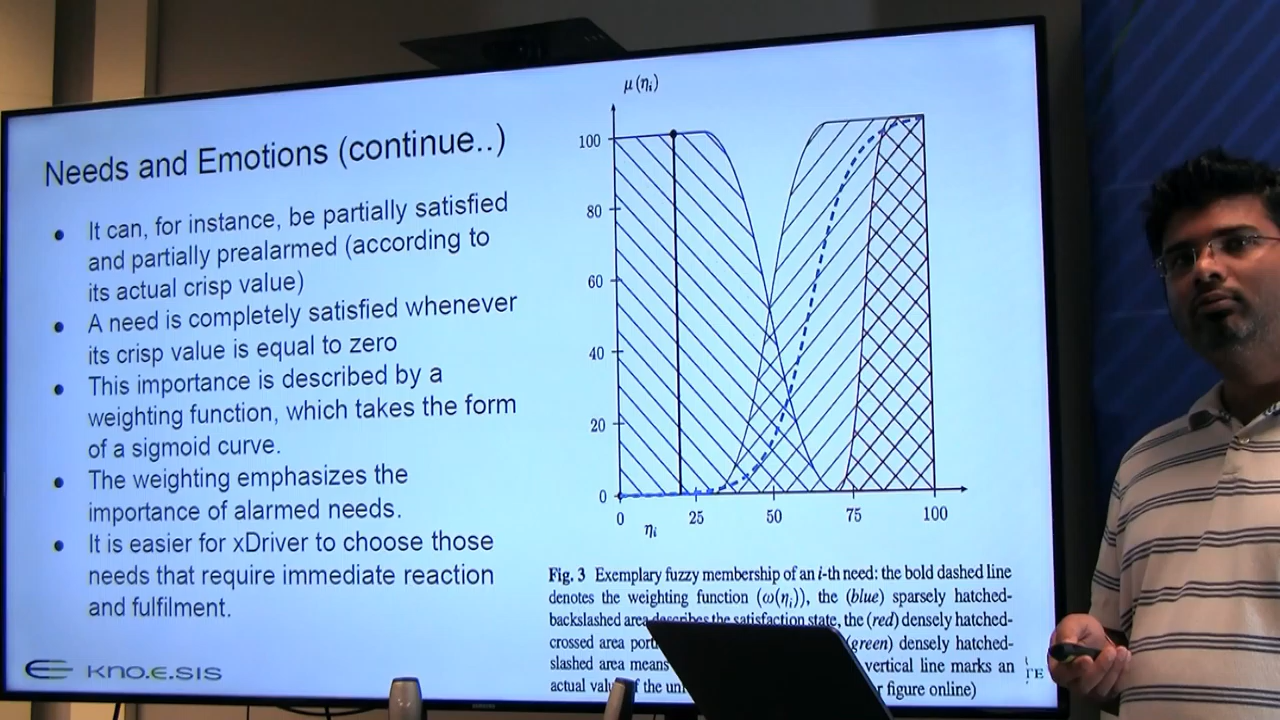 Needs and Emotions (continue..)
● It can, for instance, be partially satisfied
and partially prealarmed (according to
its actual crisp value)
● A need is completely satisfied whenever
its crisp value is equal to zero
● This importance is described by a
weighting function, which takes the form
of a sigmoid curve.
● The weighting emphasizes the
importance of alarmed needs.
● It is easier for xDriver to choose those
needs that require immediate reaction
and fulfilment.
KNO.E.SIS
μ(ηi)
100
80
60
40
20
0
0 25 50 75 100
ηi
Fig. 3 Exemplary fuzzy membership of an i-th need: the bold dashed line
denotes the weighting function (ω(ηi)), the (blue) sparsely hatched-
backslashed area describes the satisfaction state, the (red) densely hatched-
crossed area (green) densely hatched-
slashed area means vertical line marks an
actual the figure online)